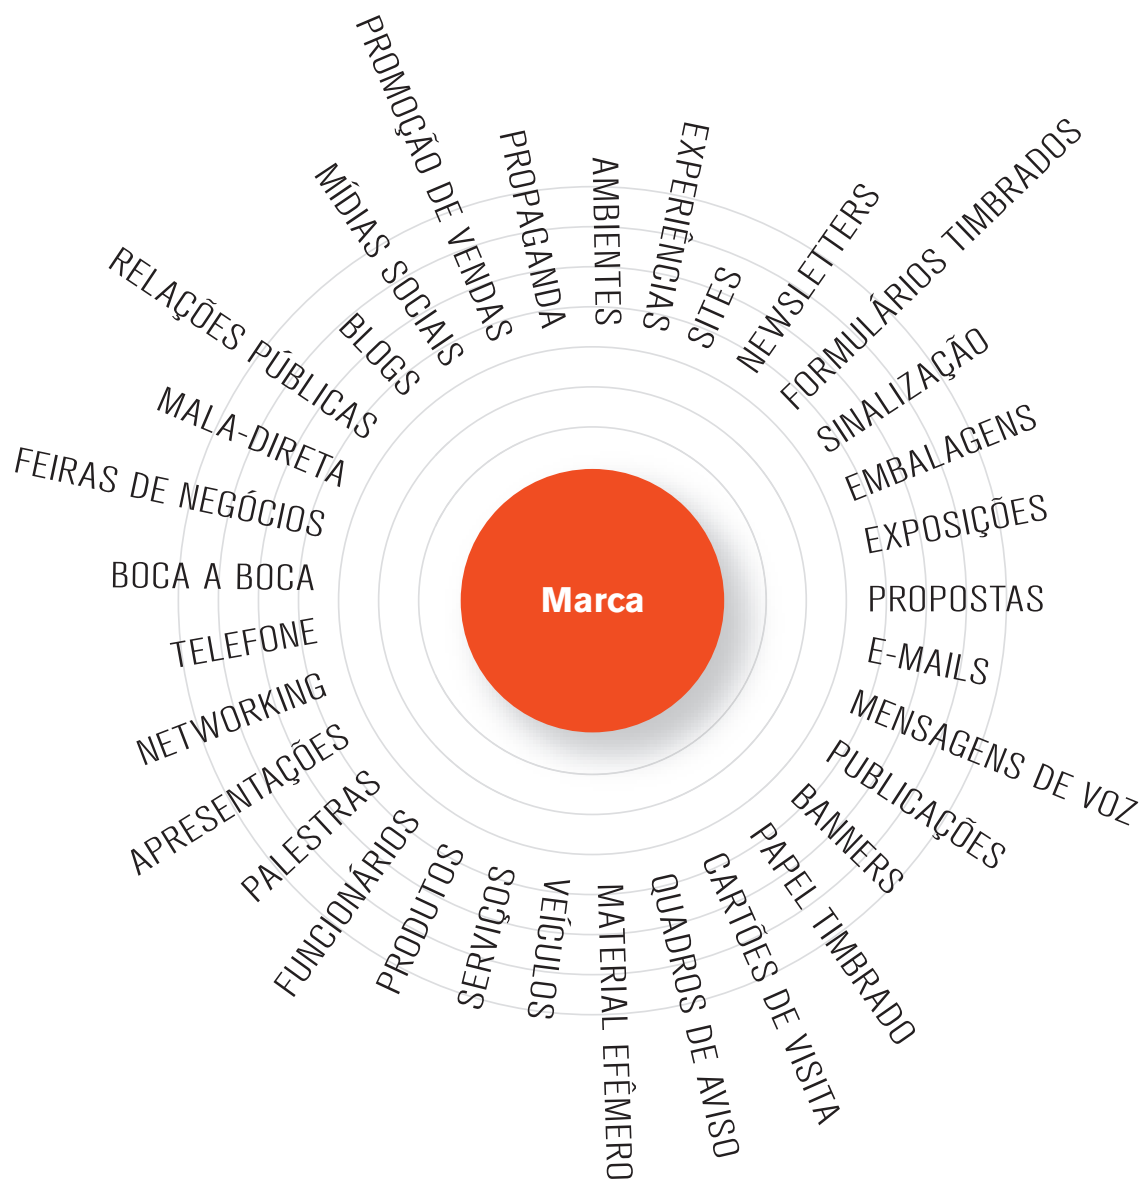 AMBIENTES
EXPERIÊNCIAS
SITES
NEWSLETTERS
FORMULÁRIOS TIMBRADOS
SINALIZAÇÃO
EMBALAGENS
EXPOSIÇÕES
PROPOSTAS
E-MAILS
MENSAGENS DE VOZ
PUBLICAÇÕES
BANNERS
PAPEL TIMBRADO
CARTÕES DE VISITA
QUADROS DE AVISO
MATERIAL EFÊMERO
VEÍCULOS
SERVIÇOS
PRODUTOS
FUNCIONÁRIOS
PALESTRAS
APRESENTAÇÕES
NETWORKING
TELEFONE
BOCA A BOCA
FEIRAS DE NEGÓCIOS
MALA-DIRETA
RELAÇÕES PÚBLICAS
BLOGS
MÍDIAS SOCIAIS
PROMOÇÃO DE VENDAS
PROPAGANDA
Marca